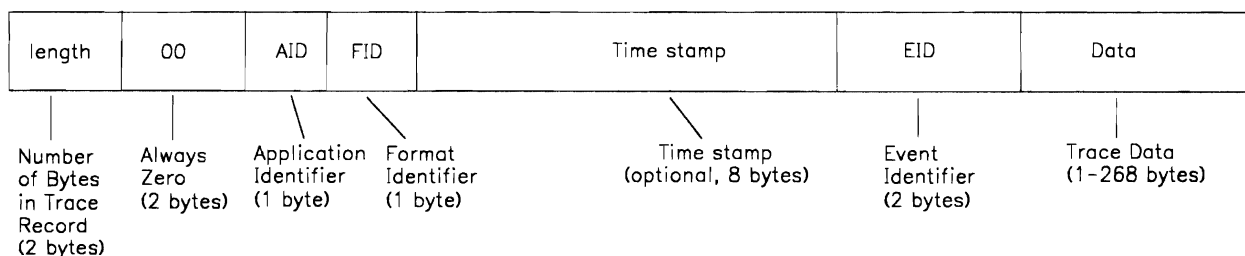 length 00 AID FID Time stamp EID Data
Number
of Bytes
in Trace
Record
(2 bytes)
Always
Zero
(2 bytes)
Application
Identifier
(1 byte)
Format
Identifier
(1 byte)
Time stamp
(optional, 8 bytes)
Event
Identifier
(2 bytes)
Trace Data
(1-268 bytes)